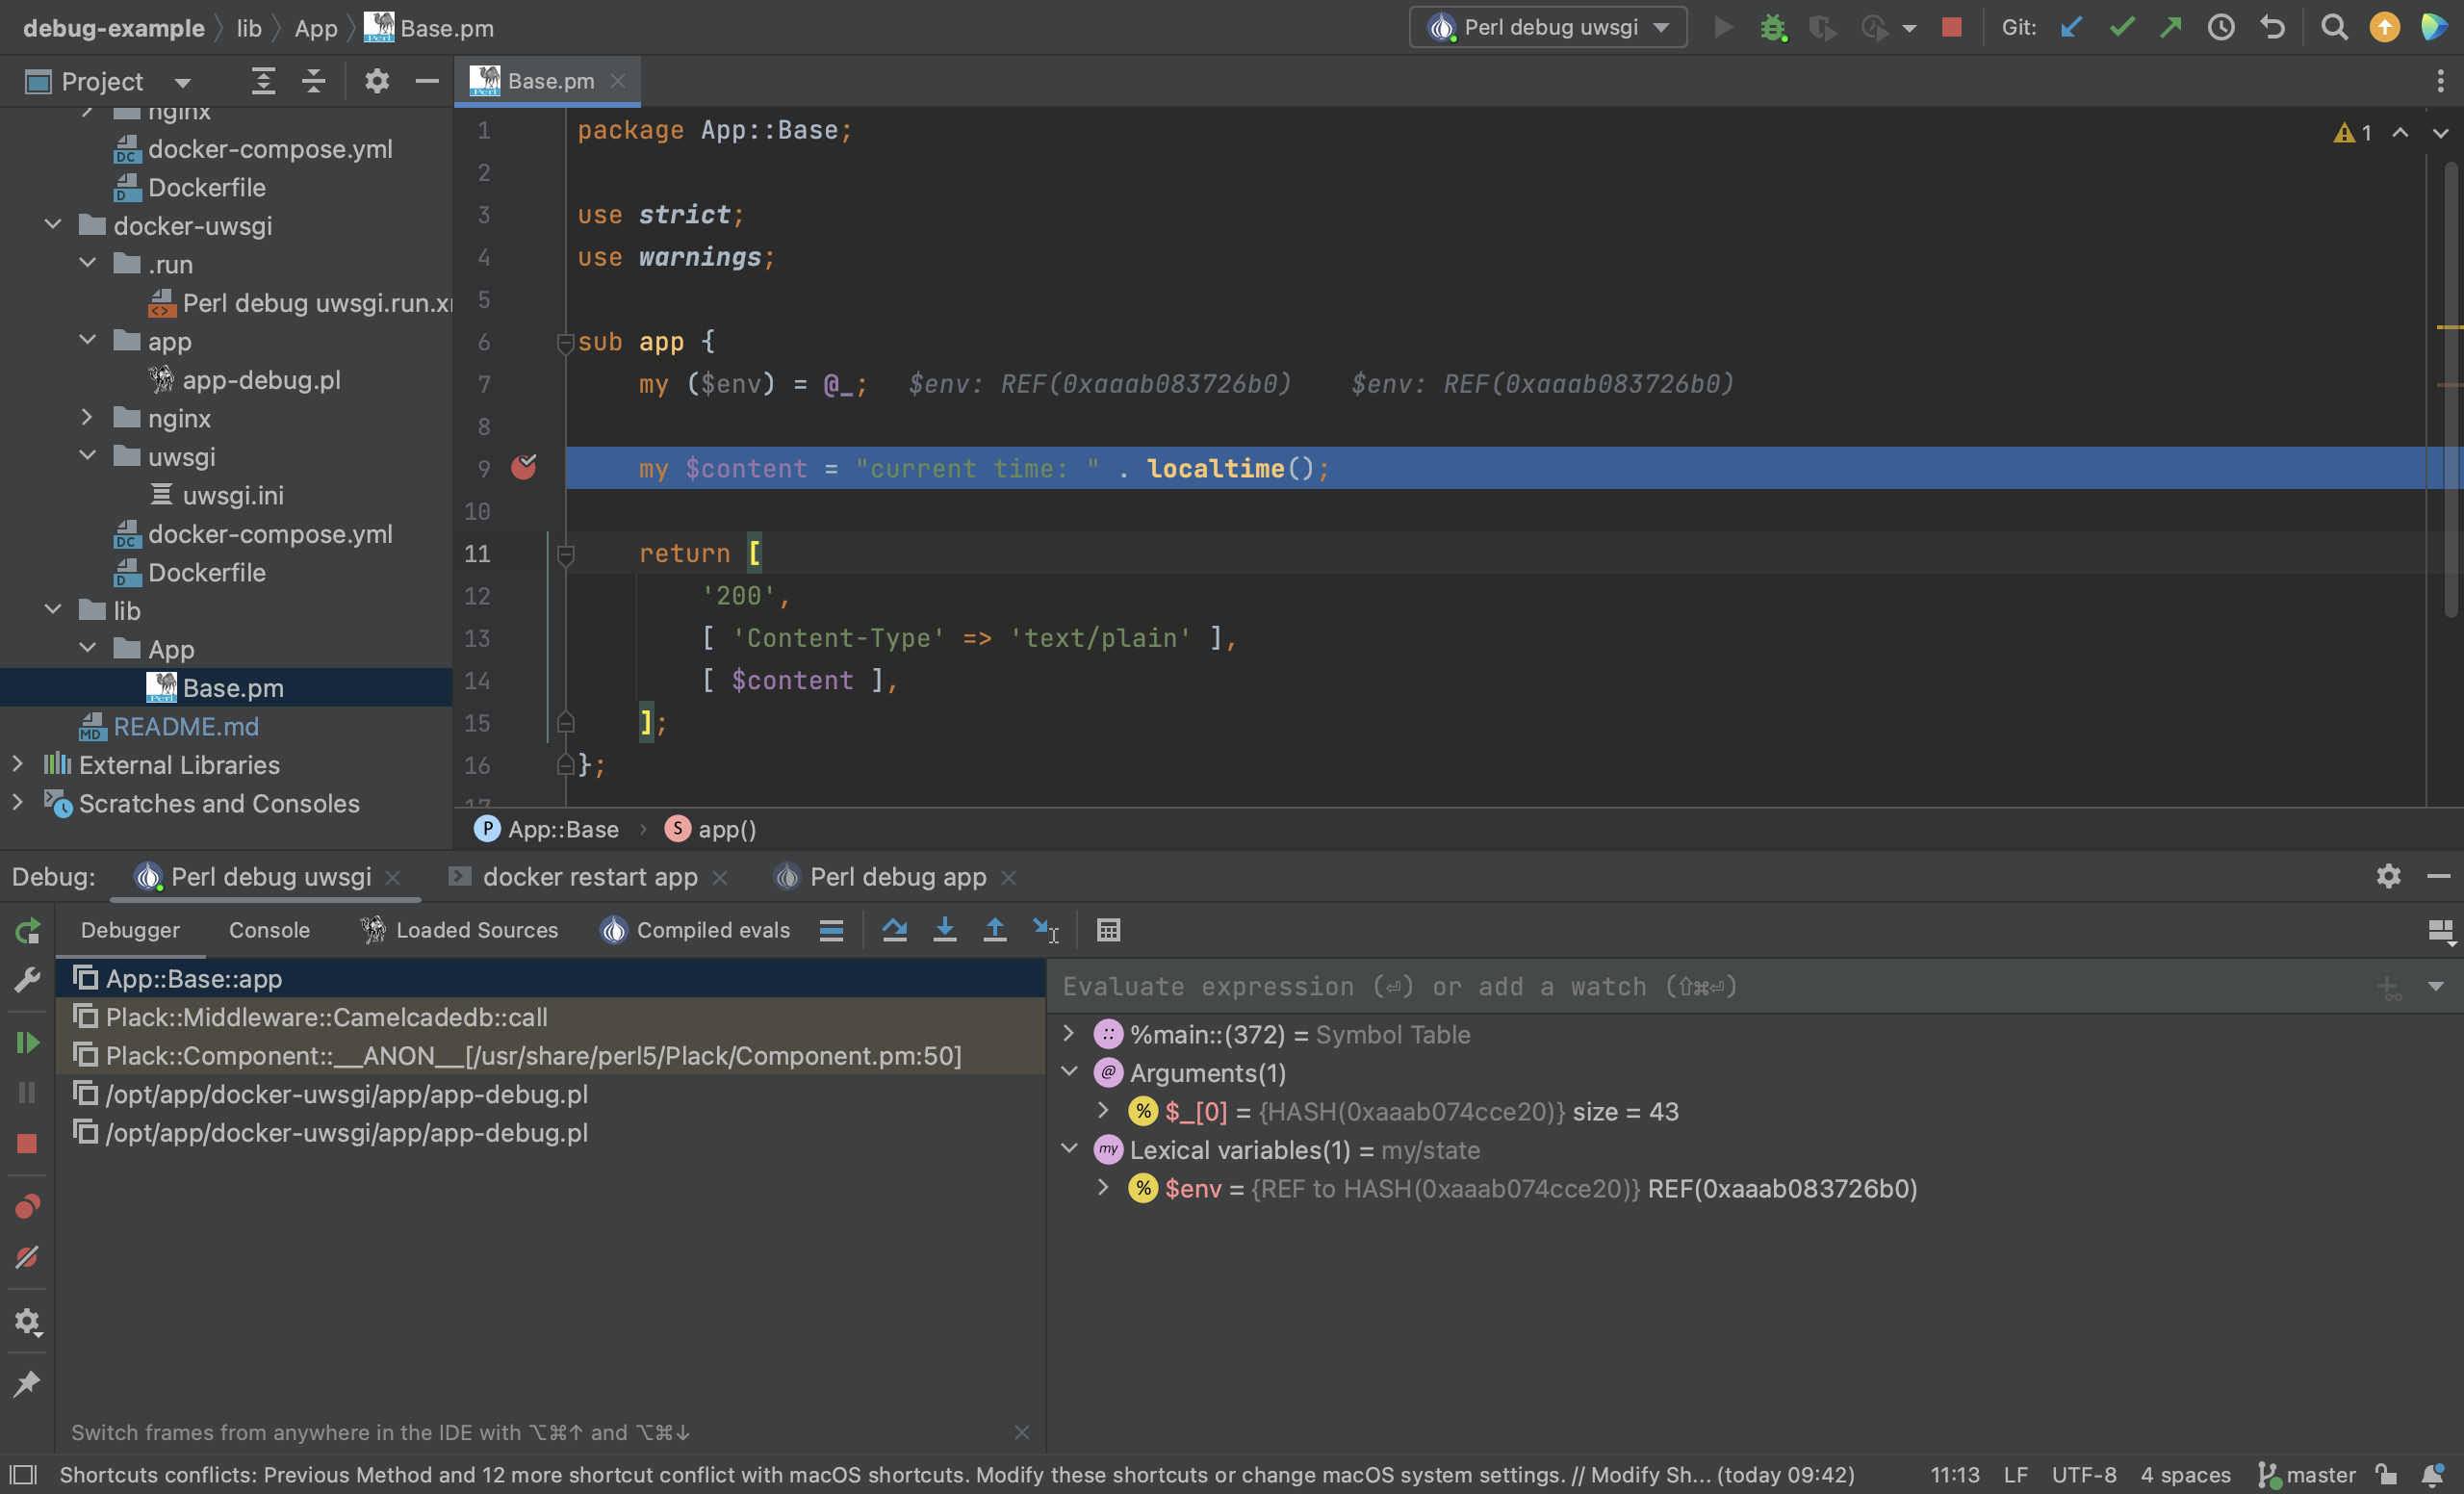 debug-example lib App Base.pm
Perl debug uwsgi
Git:
Project
Base.pm
nginx
docker-compose.yml
Dockerfile
docker-uwsgi
.run
Perl debug uwsgi.run.x
app
app-debug.pl
nginx
uwsgi
uwsgi.ini
docker-compose.yml
Dockerfile
lib
App
Base.pm
README.md
External Libraries
Scratches and Consoles
1 package App::Base;
2
3 use strict;
4 use warnings;
5
6 sub app {
7 my ($env) = @_; $env: REF(0xaaab083726b0) $env: REF(0xaaab083726b0)
8
9 my $content = "current time: " . localtime();
10
11 return [
12 '200',
13 [ 'Content-Type' => 'text/plain' ],
14 [ $content ],
15 ];
16 };
17
1
App::Base app()
Debug: Perl debug uwsgi docker restart app Perl debug app
Debugger Console Loaded Sources Compiled evals
App::Base::app
Plack::Middleware::Camelcadedb::call
Plack::Component::__ANON__[/usr/share/perl5/Plack/Component.pm:50]
/opt/app/docker-uwsgi/app/app-debug.pl
/opt/app/docker-uwsgi/app/app-debug.pl
Switch frames from anywhere in the IDE with ⌥⌘↑ and ⌥⌘↓
Evaluate expression (⏎) or add a watch (⇧⌘⏎)
%main::(372) = Symbol Table
Arguments(1)
$_[0] = {HASH(0xaaab074cce20)} size = 43
Lexical variables(1) = my/state
$env = {REF to HASH(0xaaab074cce20)} REF(0xaaab083726b0)
Shortcuts conflicts: Previous Method and 12 more shortcut conflict with macOS shortcuts. Modify these shortcuts or change macOS system settings. // Modify Sh... (today 09:42) 11:13 LF UTF-8 4 spaces master